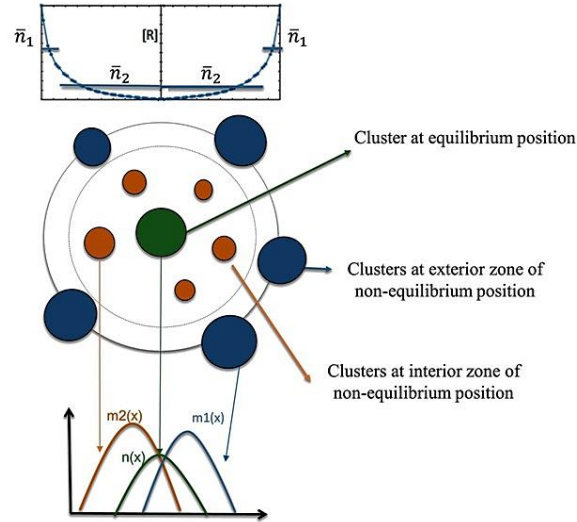 n̄1 [R] n̄1
n̄2 n̄2
Cluster at equilibrium position
Clusters at exterior zone of
non-equilibrium position
Clusters at interior zone of
non-equilibrium position
m2(x) m1(x)
n(x)